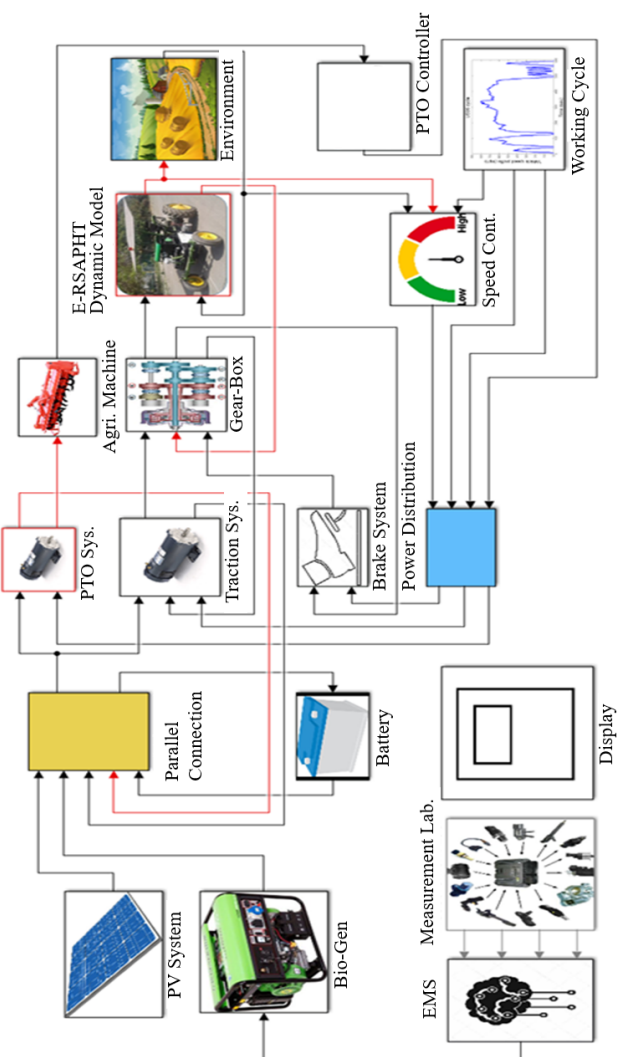 E-RSAPHT
Dynamic Model
PTO Sys.
Agri. Machine
PV System
Parallel
Connection
Traction Sys.
Gear-Box
Environment
Bio-Gen
Battery
Brake System
Power Distribution
PTO Controller
EMS
Measurement Lab.
Low
High
Speed Cont.
Working Cycle
Display